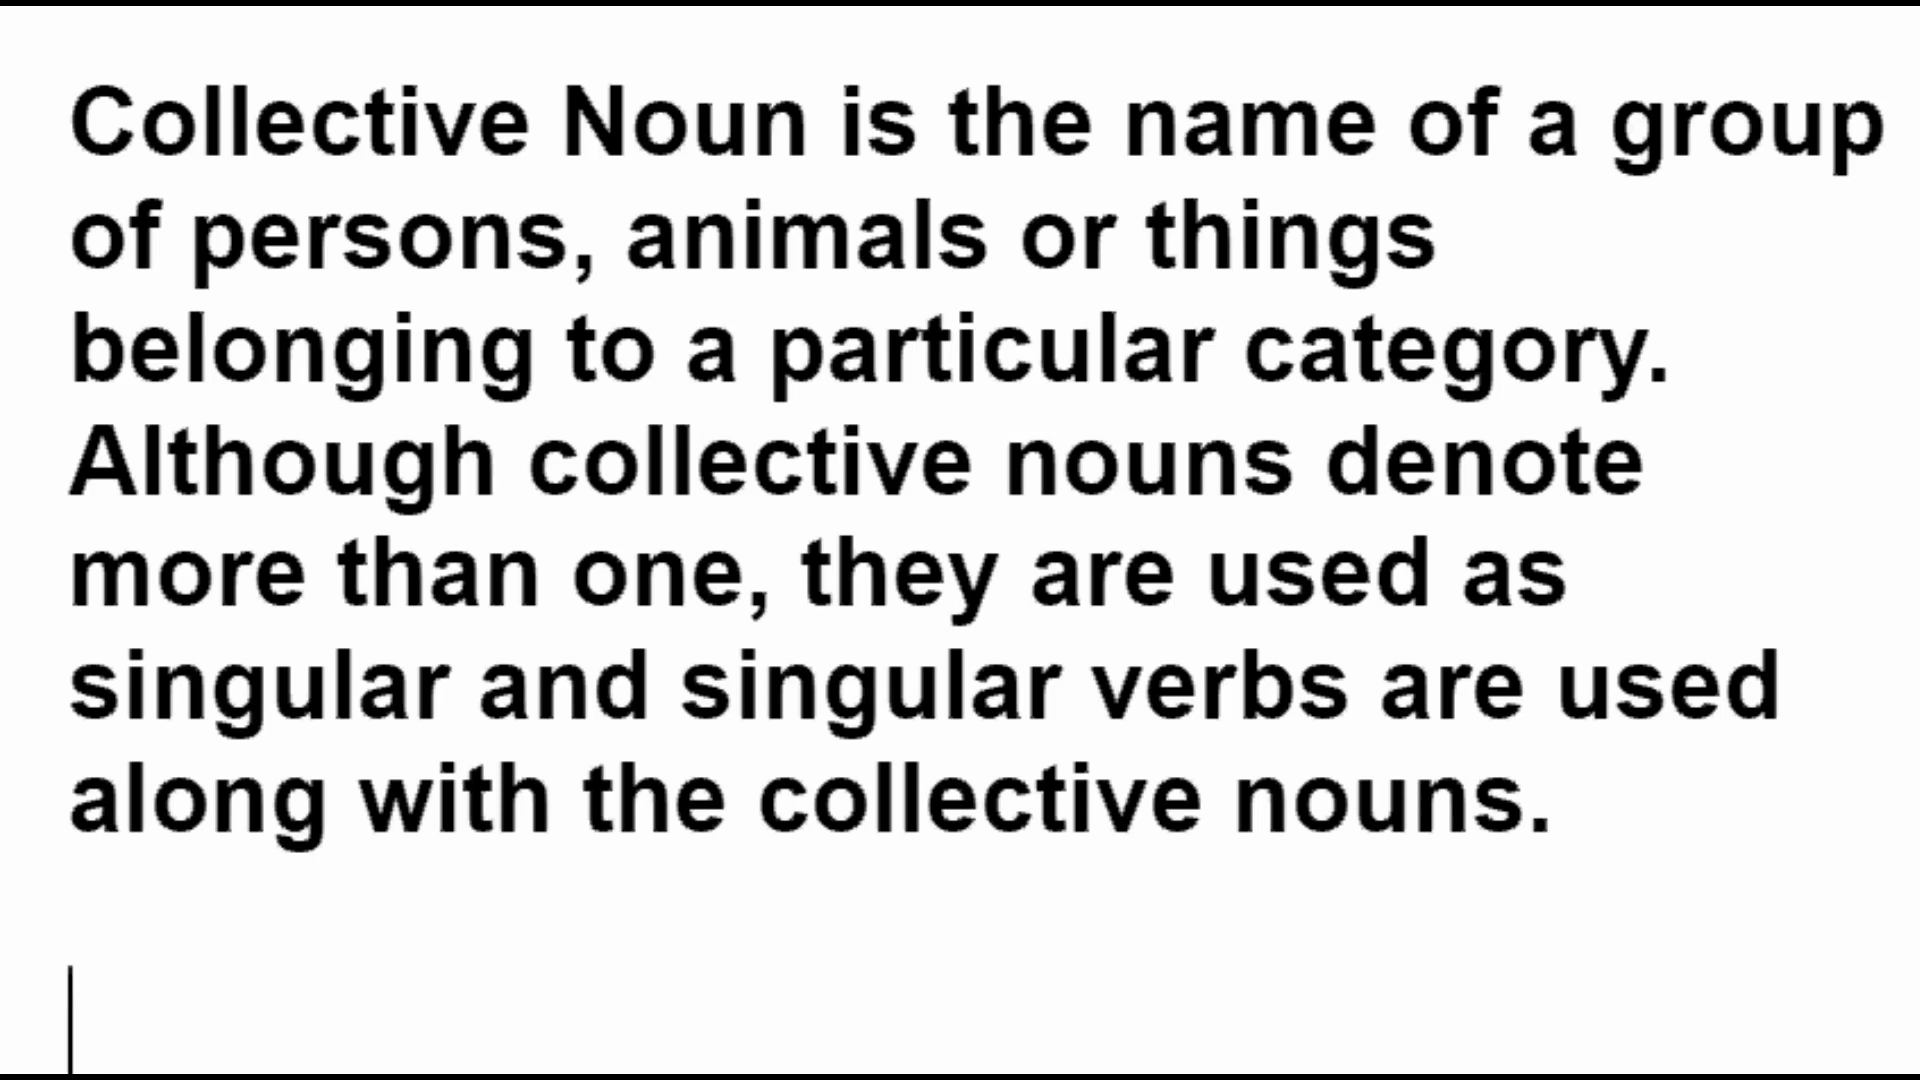 Collective Noun is the name of a group
of persons, animals or things
belonging to a particular category.
Although collective nouns denote
more than one, they are used as
singular and singular verbs are used
along with the collective nouns.